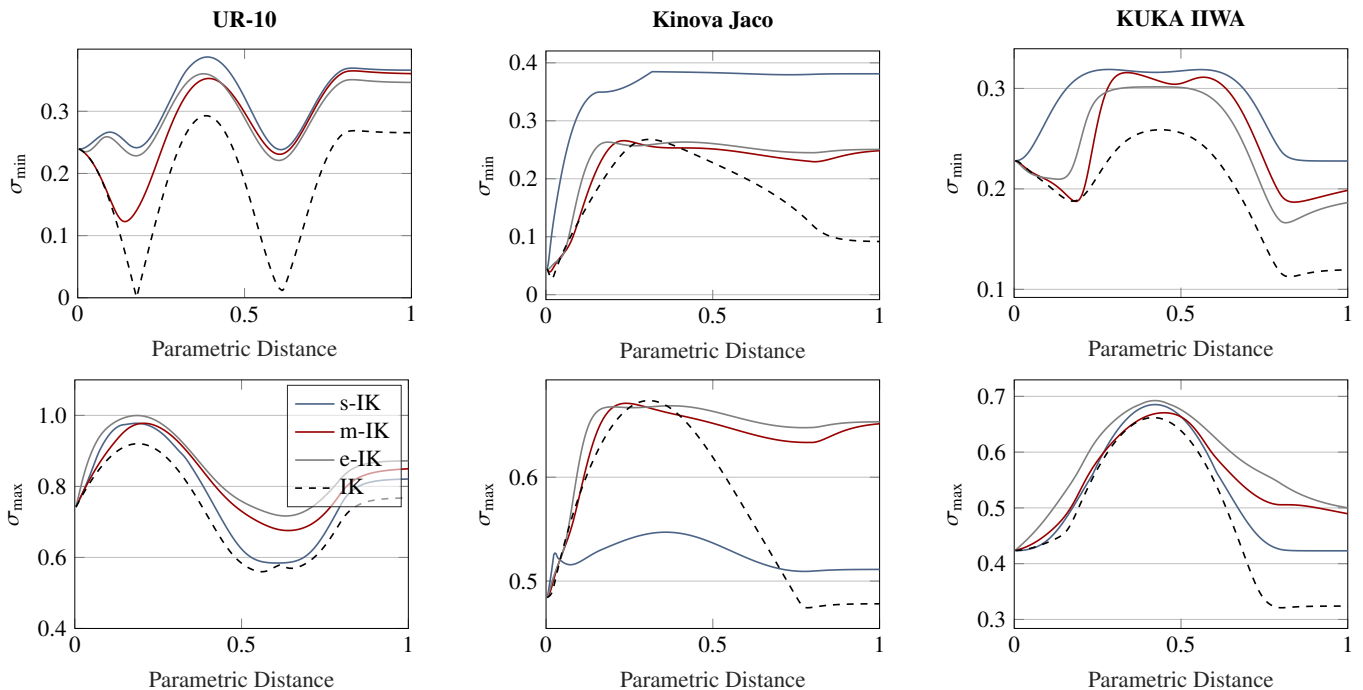 UR-10
Kinova Jaco
KUKA IIWA
σmin
0.3
0.2
0.1
0
0
0.5
1
Parametric Distance
σmin
0.4
0.3
0.2
0.1
0
0
0.5
1
Parametric Distance
σmin
0.3
0.2
0.1
0
0.5
1
Parametric Distance
σmax
1.0
0.8
0.6
0.4
0
0.5
1
Parametric Distance
s-IK
m-IK
e-IK
IK
σmax
0.6
0.5
0
0.5
1
Parametric Distance
σmax
0.7
0.6
0.5
0.4
0.3
0
0.5
1
Parametric Distance